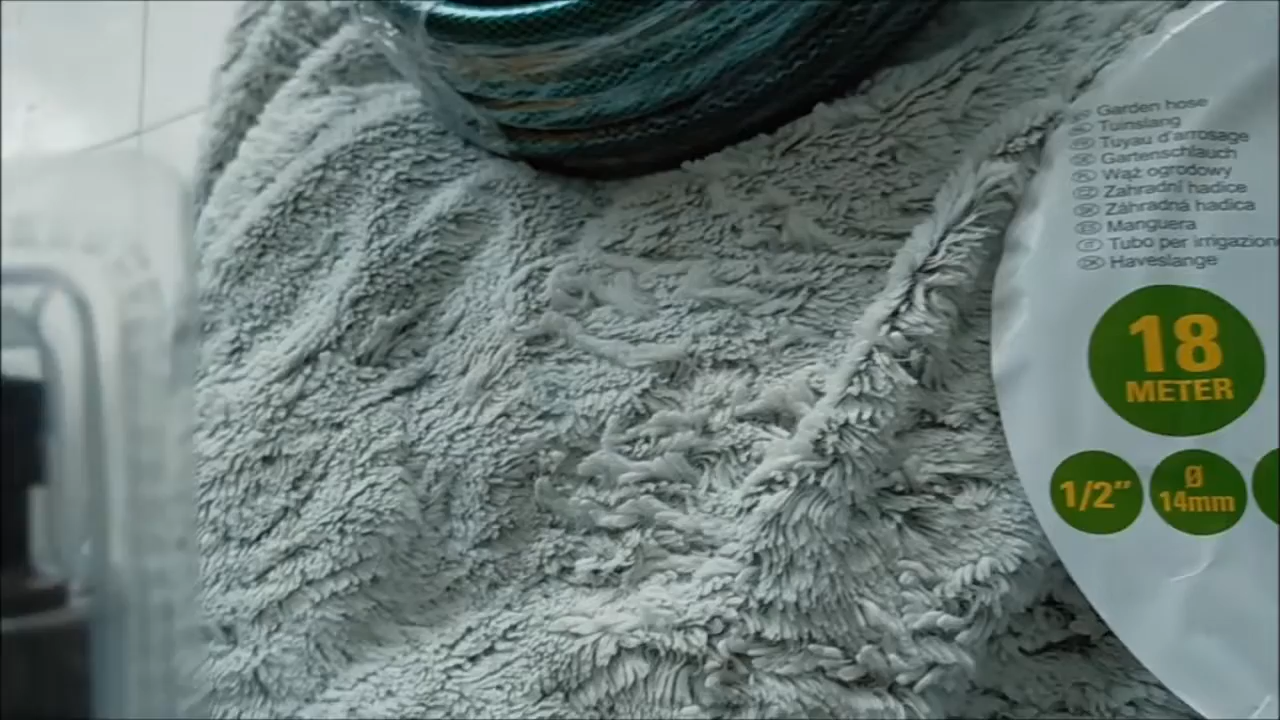 Garden hose
Tuinslang
Tuyau d'arrosage
Gartenschlauch
Wąż ogrodowy
Zahradní hadice
Záhradná hadica
Manguera
Tubo per irrigazion
Haveslange
18
METER
1/2"
Ø
14mm